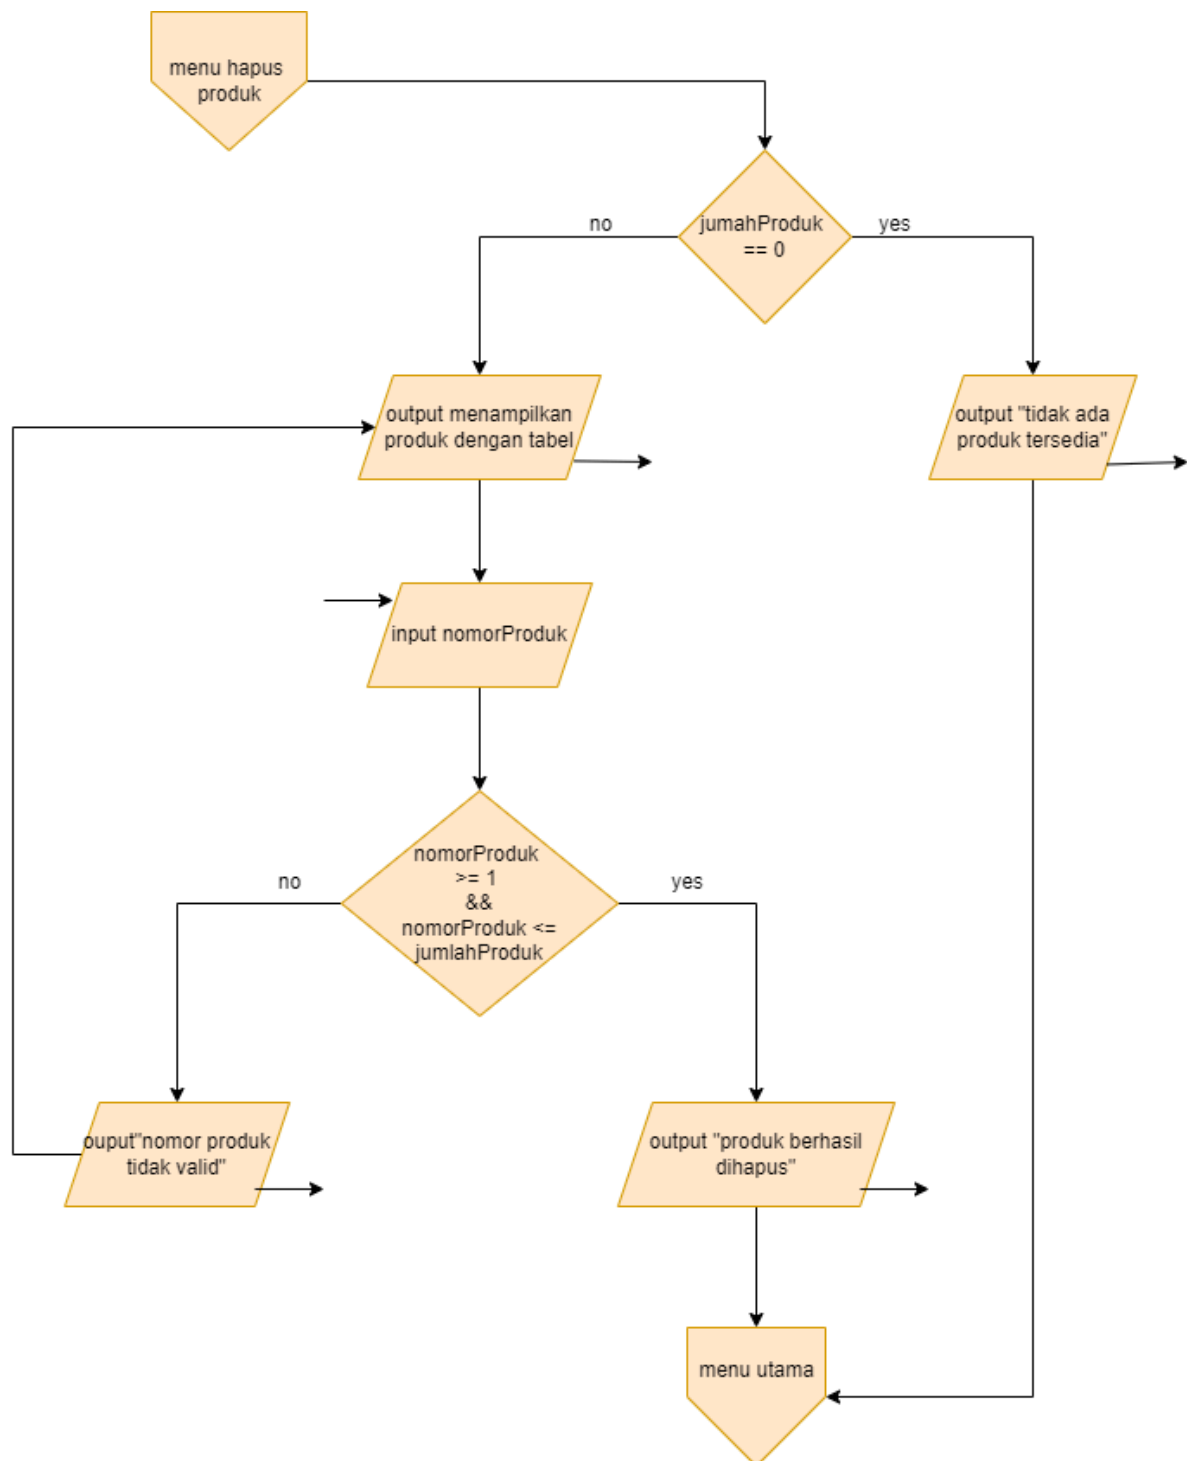 menu hapus
produk
jumahProduk
== 0
no
yes
output menampilkan
produk dengan tabel
output "tidak ada
produk tersedia"
input nomorProduk
nomorProduk
>= 1
&&
nomorProduk <=
jumlahProduk
no
yes
ouput"nomor produk
tidak valid"
output "produk berhasil
dihapus"
menu utama